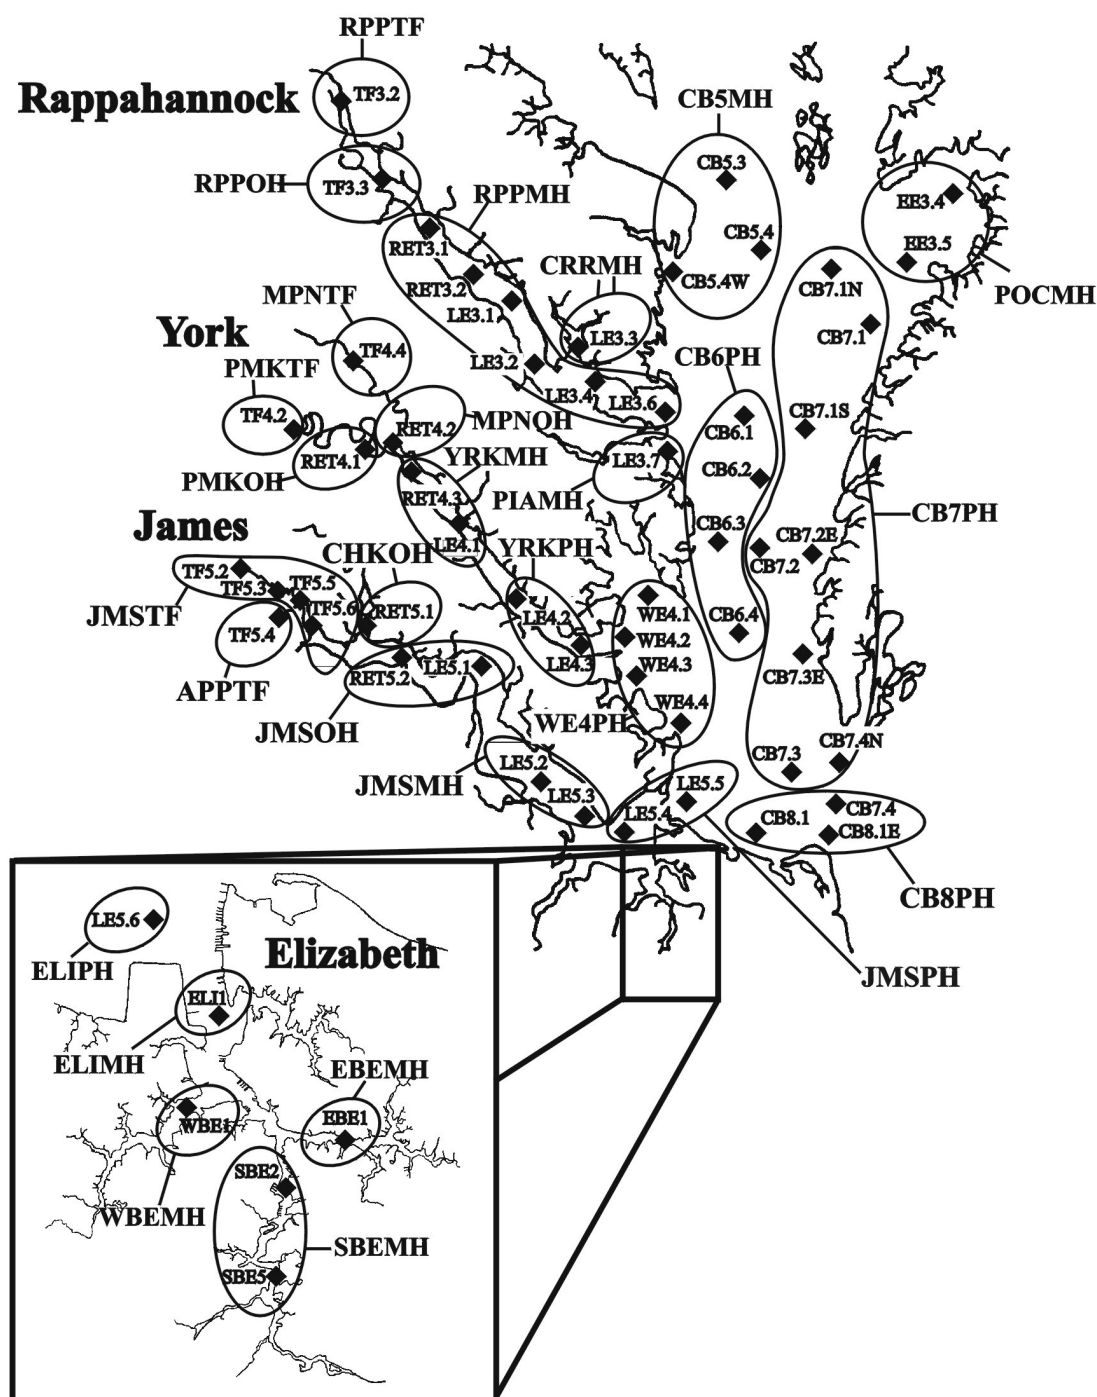 RPPTF
Rappahannock
TF3.2
CB5MH
CB5.3
RPPOH
TF3.3
RPPMH
EE3.4
RET3.1
CB5.4
EE3.5
CRRMH
RET3.2
CB5.4W
CB7.1N
POCMH
MPNTF
LE3.1
York
LE3.3
CB7.1
TF4.4
CB6PH
PMKTF
LE3.2
LE3.4
LE3.6
TF4.2
CB7.1S
MPNOH
RET4.2
CB6.1
RET4.1
YRKMH
LE3.7
CB6.2
PMKOH
RET4.3
PIAMH
CB7PH
James
CB6.3
CB7.2E
LE4.1
YRKPH
CHKOH
CB7.2
TF5.2
TF5.3
TF5.5
JMSTF
TF5.6
RET5.1
LE4.2
WE4.1
CB6.4
TF5.4
WE4.2
LE4.3
WE4.3
RET5.2
LE5.1
CB7.3E
APPTF
WE4.4
JMSOH
WE4PH
CB7.4N
CB7.3
LE5.2
JMSMH
LE5.5
LE5.3
LE5.4
CB8.1
CB7.4
CB8.1E
CB8PH
JMSPH
LE5.6
Elizabeth
ELIPH
ELI1
ELIMH
EBEMH
WBE1
EBE1
SBE2
WBEMH
SBEMH
SBE5